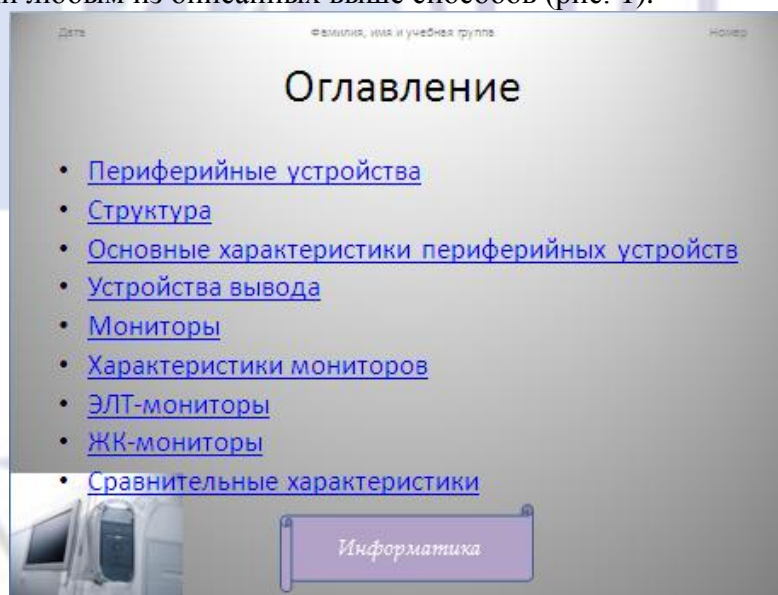 любым из описанных выше способов (рис. 1).
Дата Фамилия, имя и учебная группа Номер
Оглавление
• Периферийные устройства
• Структура
• Основные характеристики периферийных устройств
• Устройства вывода
• Мониторы
• Характеристики мониторов
• ЭЛТ-мониторы
• ЖК-мониторы
• Сравнительные характеристики
Информатика